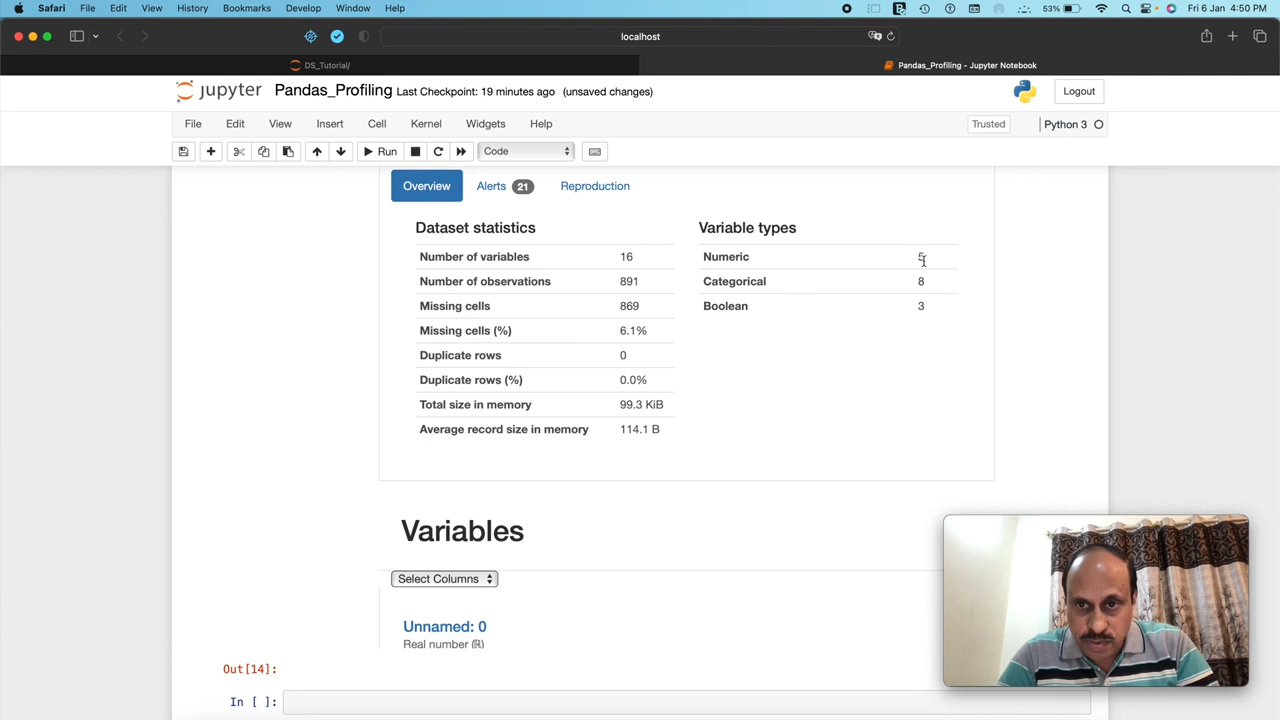 Safari File Edit View History Bookmarks Develop Window Help 53% Fri 6 Jan 4:50 PM
localhost
DS_Tutorial/ Pandas_Profiling - Jupyter Notebook
jupyter Pandas_Profiling Last Checkpoint: 19 minutes ago (unsaved changes) Logout
File Edit View Insert Cell Kernel Widgets Help Trusted Python 3
Run Code
Overview Alerts 21 Reproduction
Dataset statistics Variable types
Number of variables 16 Numeric 5
Number of observations 891 Categorical 8
Missing cells 869 Boolean 3
Missing cells (%) 6.1%
Duplicate rows 0
Duplicate rows (%) 0.0%
Total size in memory 99.3 KiB
Average record size in memory 114.1 B
Variables
Select Columns
Unnamed: 0
Real number (ℝ)
Out[14]:
In [ ]: